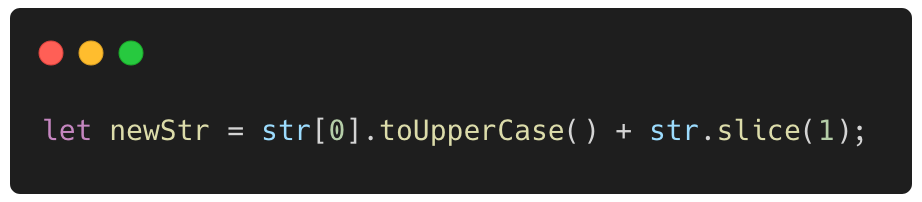 let newStr = str[0].toUpperCase() + str.slice(1);